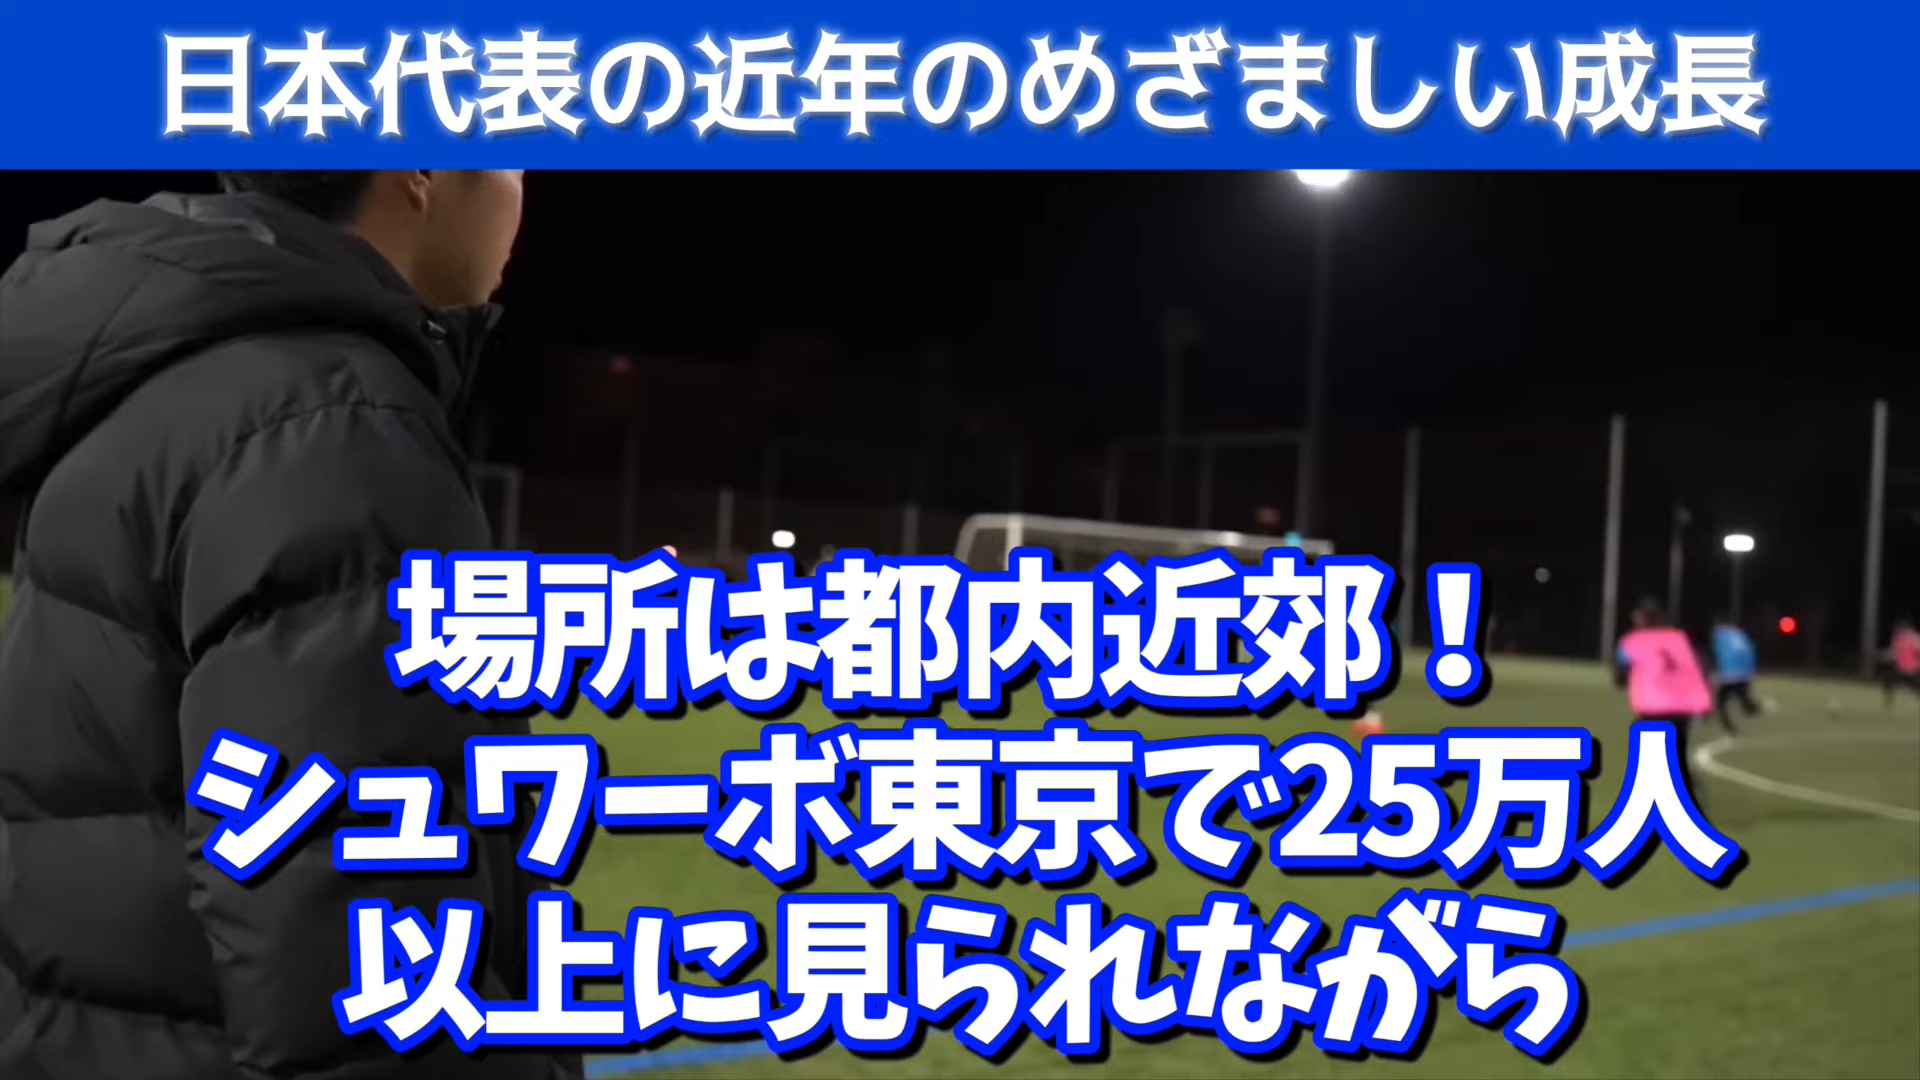 日本代表の近年のめざましい成長
場所は都内近郊！
シュワーボ東京で25万人
以上に見られながら